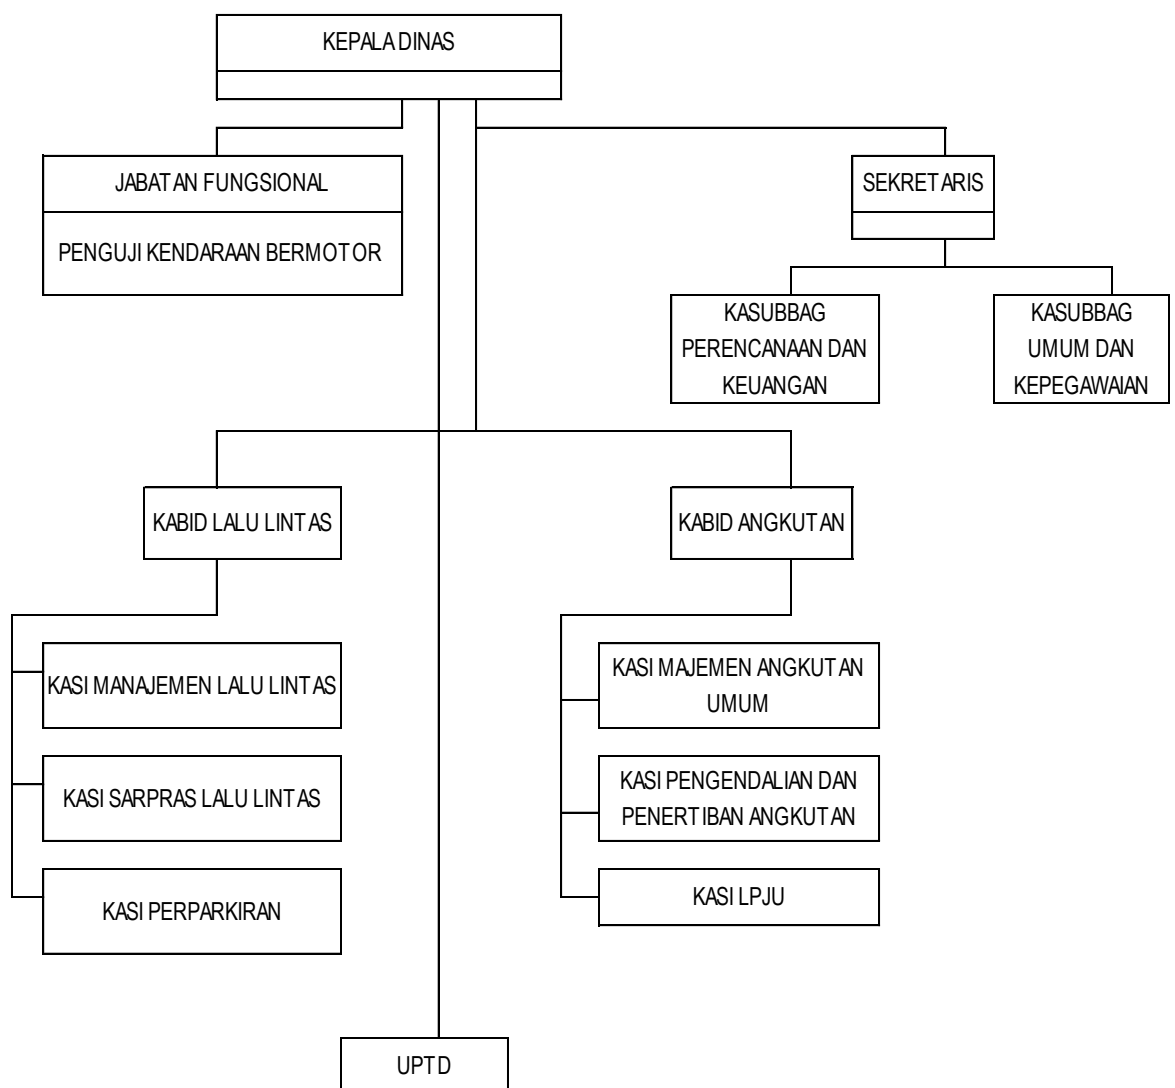 KEPALA DINAS
JABATAN FUNGSIONAL
PENGUJI KENDARAAN BERMOTOR
SEKRETARIS
KASUBBAG
PERENCANAAN DAN
KEUANGAN
KASUBBAG
UMUM DAN
KEPEGAWAIAN
KABID LALU LINTAS
KABID ANGKUTAN
KASI MANAJEMEN LALU LINTAS
KASI SARPRAS LALU LINTAS
KASI PERPARKIRAN
KASI MAJEMEN ANGKUTAN
UMUM
KASI PENGENDALIAN DAN
PENERTIBAN ANGKUTAN
KASI LPJU
UPTD